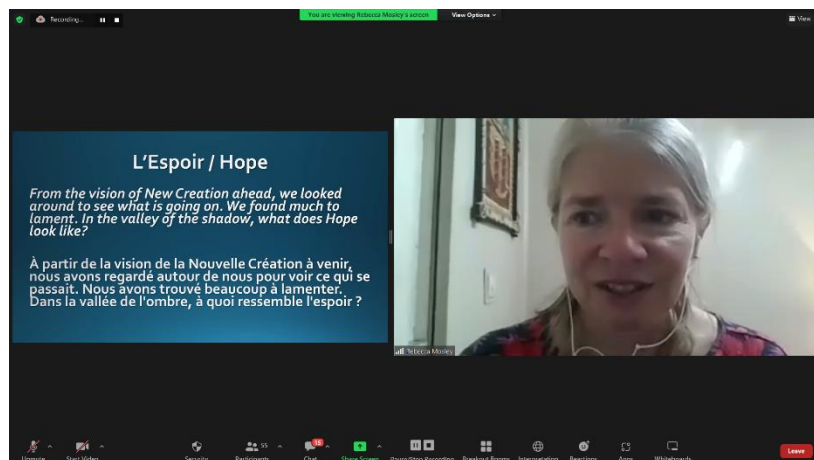 Recording...
You are viewing Rebecca Mosley's screen
View Options
View
L'Espoir / Hope
From the vision of New Creation ahead, we looked
around to see what is going on. We found much to
lament. In the valley of the shadow, what does Hope
look like?
À partir de la vision de la Nouvelle Création à venir,
nous avons regardé autour de nous pour voir ce qui se
passait. Nous avons trouvé beaucoup à lamenter.
Dans la vallée de l'ombre, à quoi ressemble l'espoir ?
Rebecca Mosley
55
15
Unmute
Start Video
Security
Participants
Chat
Share Screen
Pause/Stop Recording
Breakout Rooms
Interpretation
Reactions
Apps
Whiteboards
Leave